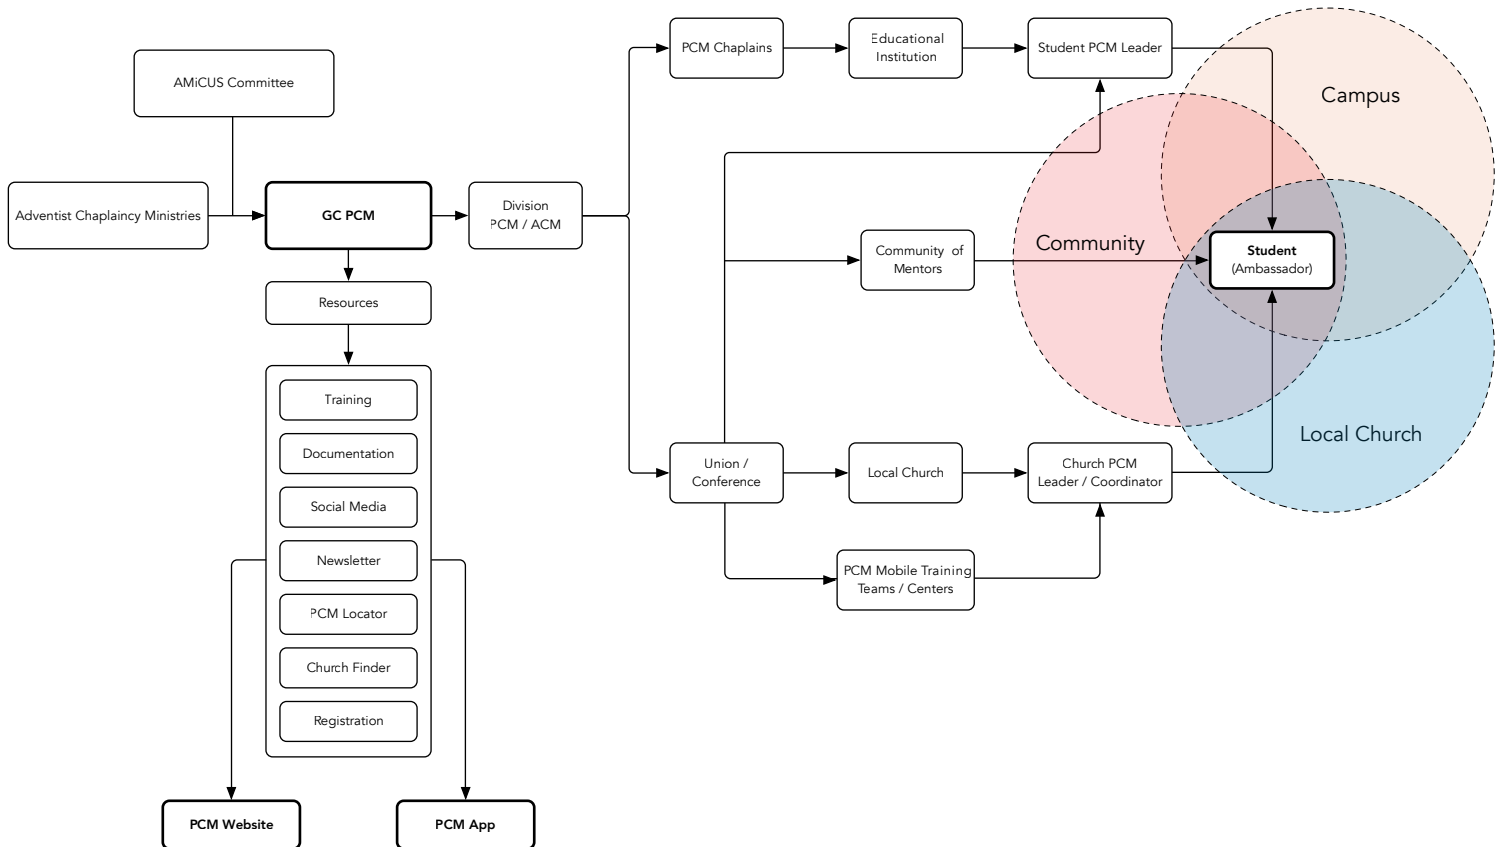 AMiCUS Committee
Adventist Chaplaincy Ministries
GC PCM
Division
PCM / ACM
Resources
Training
Documentation
Social Media
Newsletter
PCM Locator
Church Finder
Registration
PCM Website
PCM App
PCM Chaplains
Educational
Institution
Student PCM Leader
Community of
Mentors
Union /
Conference
Local Church
Church PCM
Leader / Coordinator
PCM Mobile Training
Teams / Centers
Campus
Community
Student
(Ambassador)
Local Church